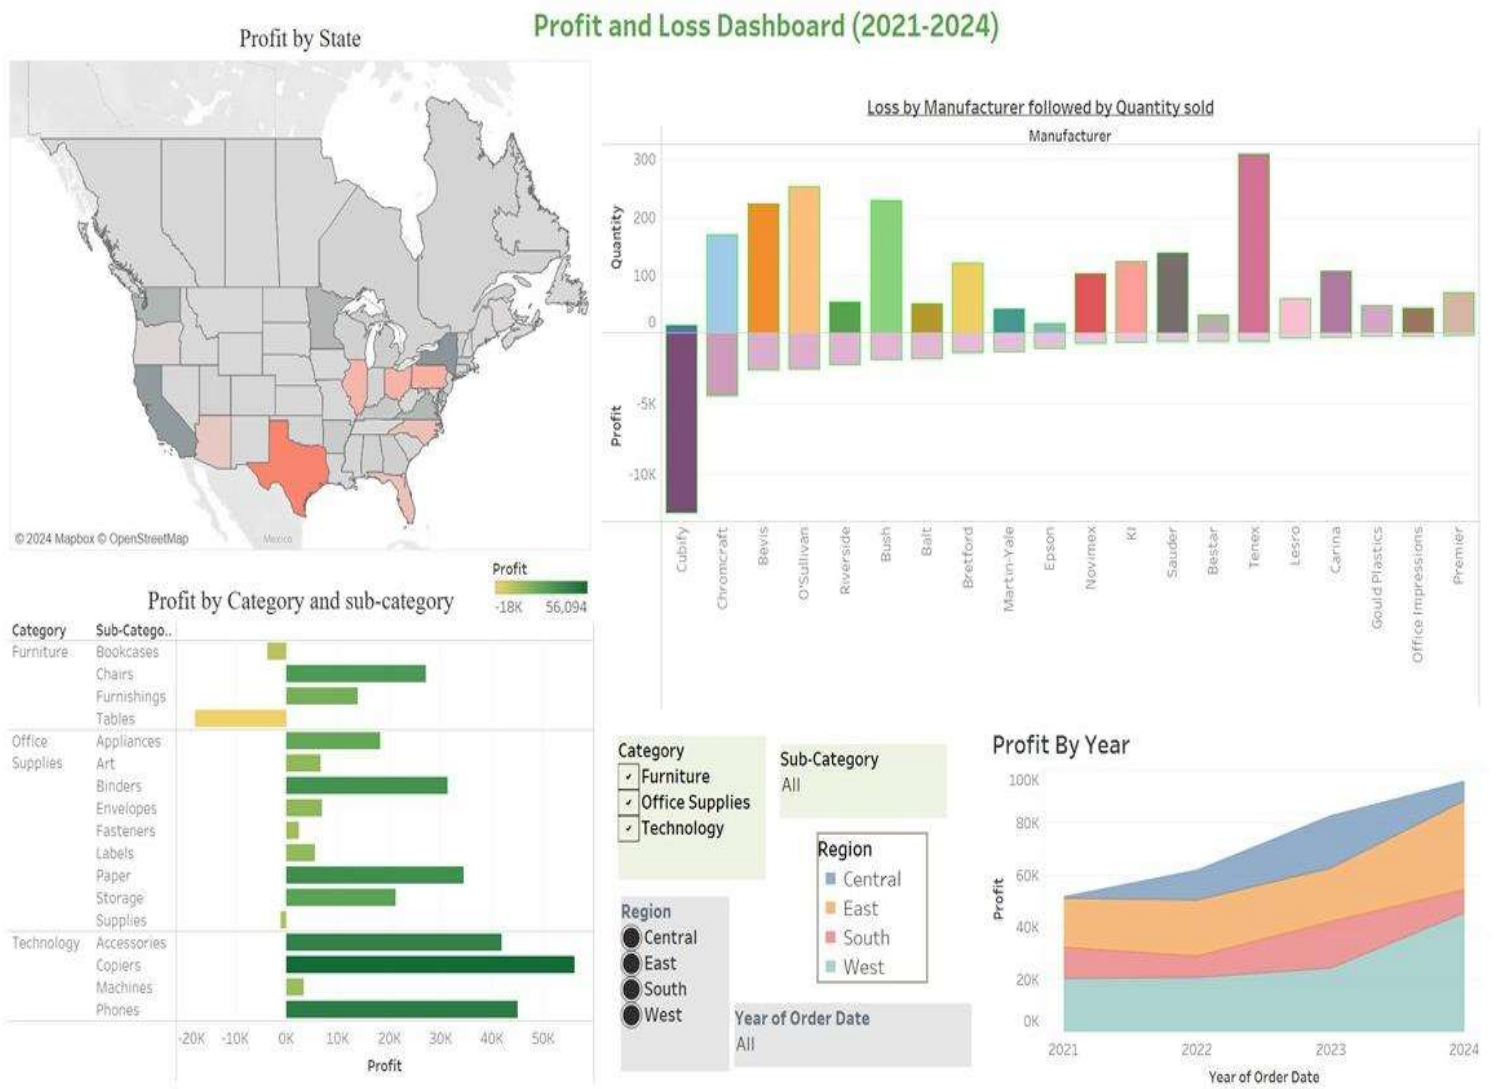 Profit and Loss Dashboard (2021-2024)
Profit by State
© 2024 Mapbox © OpenStreetMap
Mexico
Loss by Manufacturer followed by Quantity sold
Manufacturer
Quantity
300
200
100
0
Profit
-5K
-10K
Cubify
Chromcraft
Bevis
O'Sullivan
Riverside
Bush
Balt
Bretford
Martin-Yale
Epson
Novimex
KI
Sauder
Bestar
Tenex
Lesro
Carina
Gould Plastics
Office Impressions
Premier
Profit
-18K 56,094
Profit by Category and sub-category
Category Sub-Catego..
Furniture Bookcases
Chairs
Furnishings
Tables
Office Appliances
Supplies Art
Binders
Envelopes
Fasteners
Labels
Paper
Storage
Supplies
Technology Accessories
Copiers
Machines
Phones
-20K -10K 0K 10K 20K 30K 40K 50K
Profit
Category
Furniture
Office Supplies
Technology
Sub-Category
All
Region
Central
East
South
West
Region
Central
East
South
West
Year of Order Date
All
Profit By Year
100K
80K
60K
40K
20K
0K
Profit
2021 2022 2023 2024
Year of Order Date